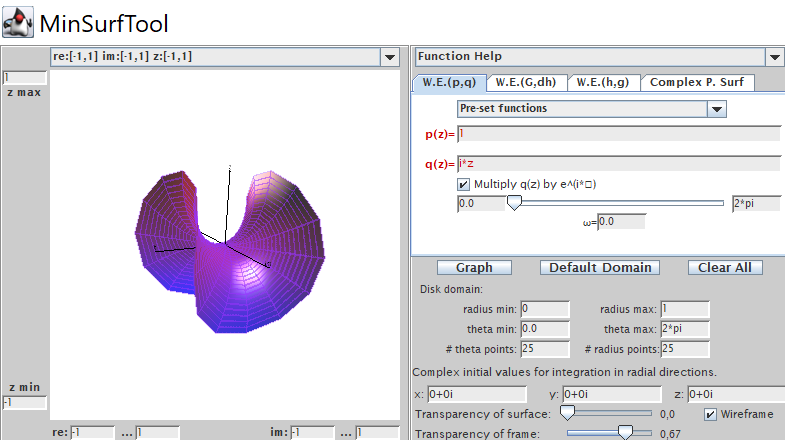 MinSurfTool
re:[-1,1] im:[-1,1] z:[-1,1]
1
z max
z min
-1
re: -1 ... 1 im: -1 ... 1
Function Help
W.E.(p,q) W.E.(G,dh) W.E.(h,g) Complex P. Surf
Pre-set functions
p(z)= 1
q(z)= i*z
Multiply q(z) by e^(i*▯)
0.0 2*pi
ω= 0.0
Graph Default Domain Clear All
Disk domain:
radius min: 0 radius max: 1
theta min: 0.0 theta max: 2*pi
# theta points: 25 # radius points: 25
Complex initial values for integration in radial directions.
x: 0+0i y: 0+0i z: 0+0i
Transparency of surface: 0,0 Wireframe
Transparency of frame: 0,67